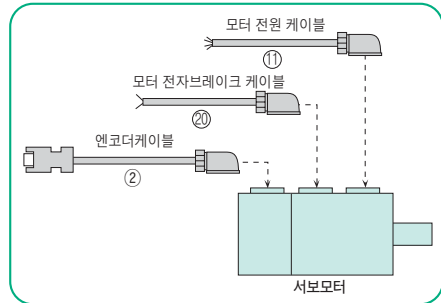 모터 전원 케이블
⑪
모터 전자브레이크 케이블
⑳
엔코더케이블
②
서보모터